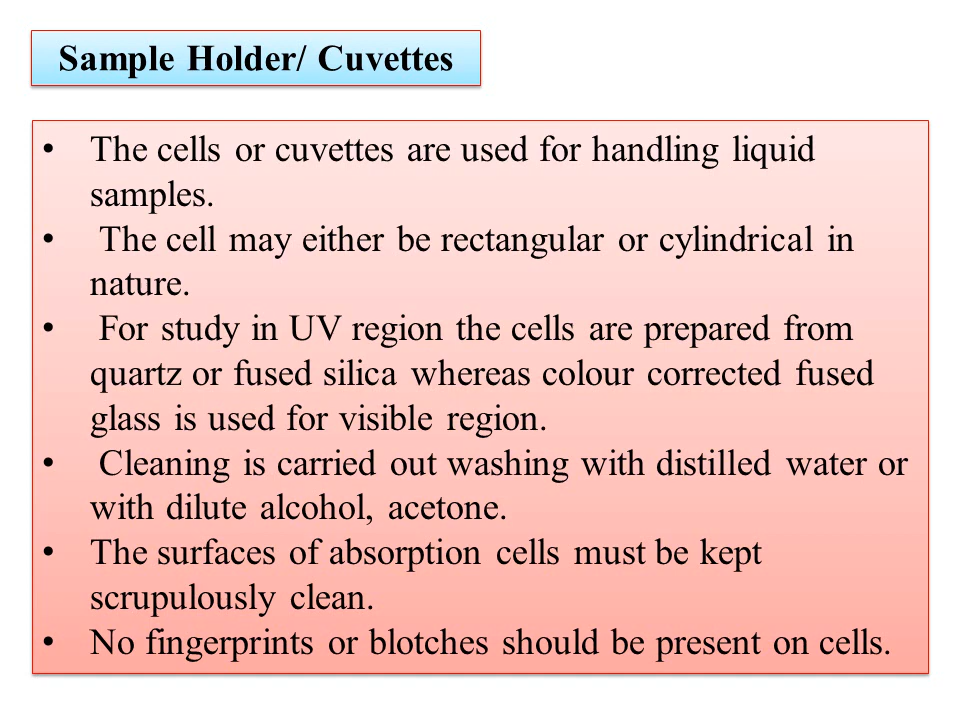 Sample Holder/ Cuvettes
• The cells or cuvettes are used for handling liquid
samples.
• The cell may either be rectangular or cylindrical in
nature.
• For study in UV region the cells are prepared from
quartz or fused silica whereas colour corrected fused
glass is used for visible region.
• Cleaning is carried out washing with distilled water or
with dilute alcohol, acetone.
• The surfaces of absorption cells must be kept
scrupulously clean.
• No fingerprints or blotches should be present on cells.